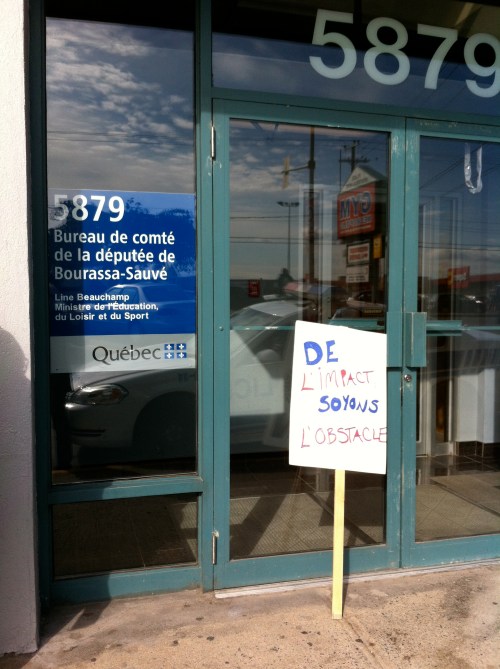 5879
5879
Bureau de comté
de la députée de
Bourassa-Sauvé
Line Beauchamp
Ministre de l'Éducation,
du Loisir et du Sport
Québec
DE
L'IMPACT
SOYONS
L'OBSTACLE